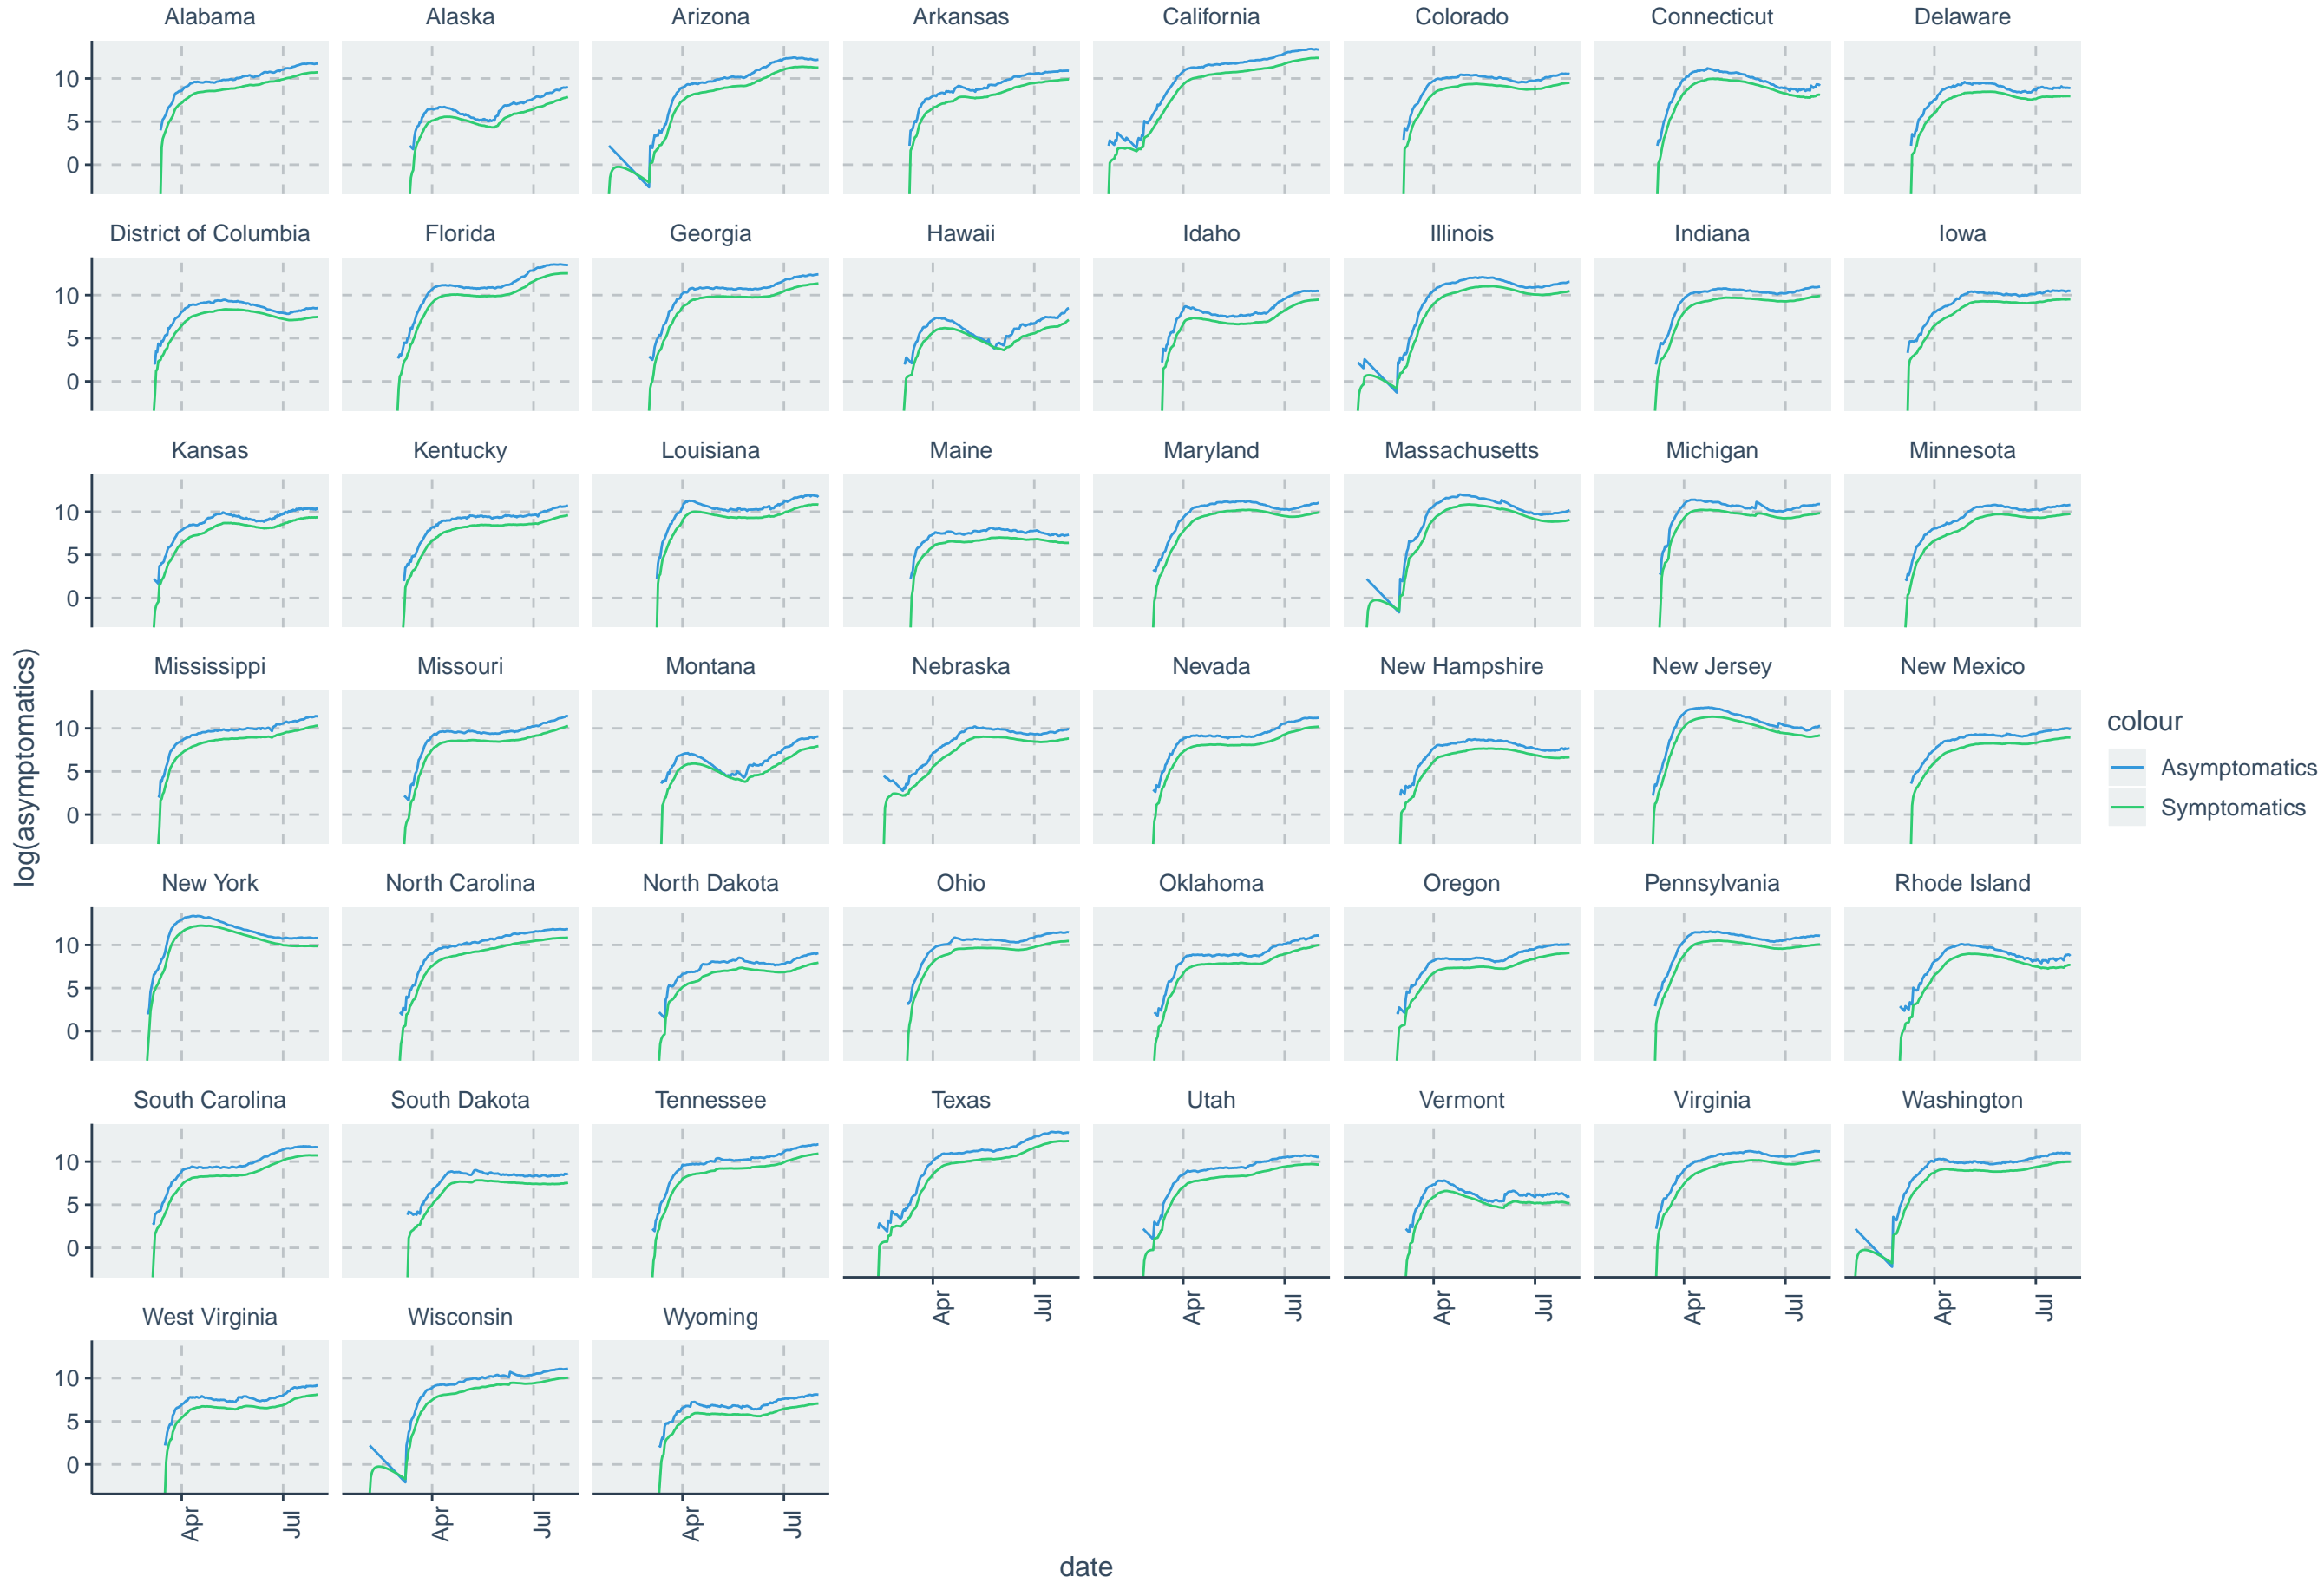 Alabama Alaska Arizona Arkansas California Colorado Connecticut Delaware
10
5
0
District of Columbia Florida Georgia Hawaii Idaho Illinois Indiana Iowa
10
5
0
Kansas Kentucky Louisiana Maine Maryland Massachusetts Michigan Minnesota
10
5
0
Mississippi Missouri Montana Nebraska Nevada New Hampshire New Jersey New Mexico
10
5
0
New York North Carolina North Dakota Ohio Oklahoma Oregon Pennsylvania Rhode Island
10
5
0
South Carolina South Dakota Tennessee Texas Utah Vermont Virginia Washington
10
5
0
Apr Jul Apr Jul Apr Jul Apr Jul Apr Jul
West Virginia Wisconsin Wyoming
10
5
0
Apr Jul Apr Jul Apr Jul
date
log(asymptomatics)
colour
Asymptomatics
Symptomatics